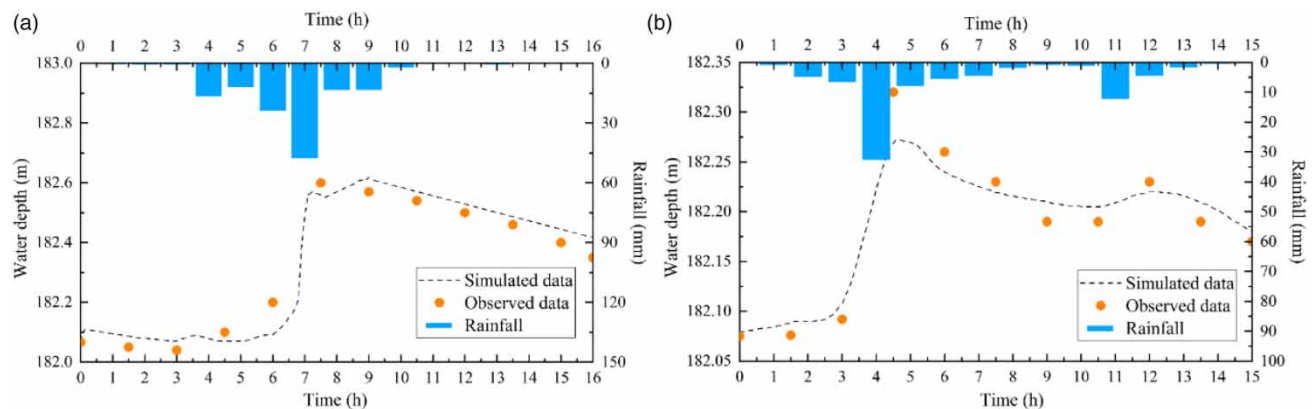 (a)
Time (h)
0 1 2 3 4 5 6 7 8 9 10 11 12 13 14 15 16
183.0
182.8
182.6
182.4
182.2
182.0
Water depth (m)
0
30
60
90
120
150
Rainfall (mm)
Simulated data
Observed data
Rainfall
0 1 2 3 4 5 6 7 8 9 10 11 12 13 14 15 16
Time (h)
(b)
Time (h)
0 1 2 3 4 5 6 7 8 9 10 11 12 13 14 15
182.35
182.30
182.25
182.20
182.15
182.10
182.05
Water depth (m)
0
10
20
30
40
50
60
70
80
90
100
Rainfall (mm)
Simulated data
Observed data
Rainfall
0 1 2 3 4 5 6 7 8 9 10 11 12 13 14 15
Time (h)